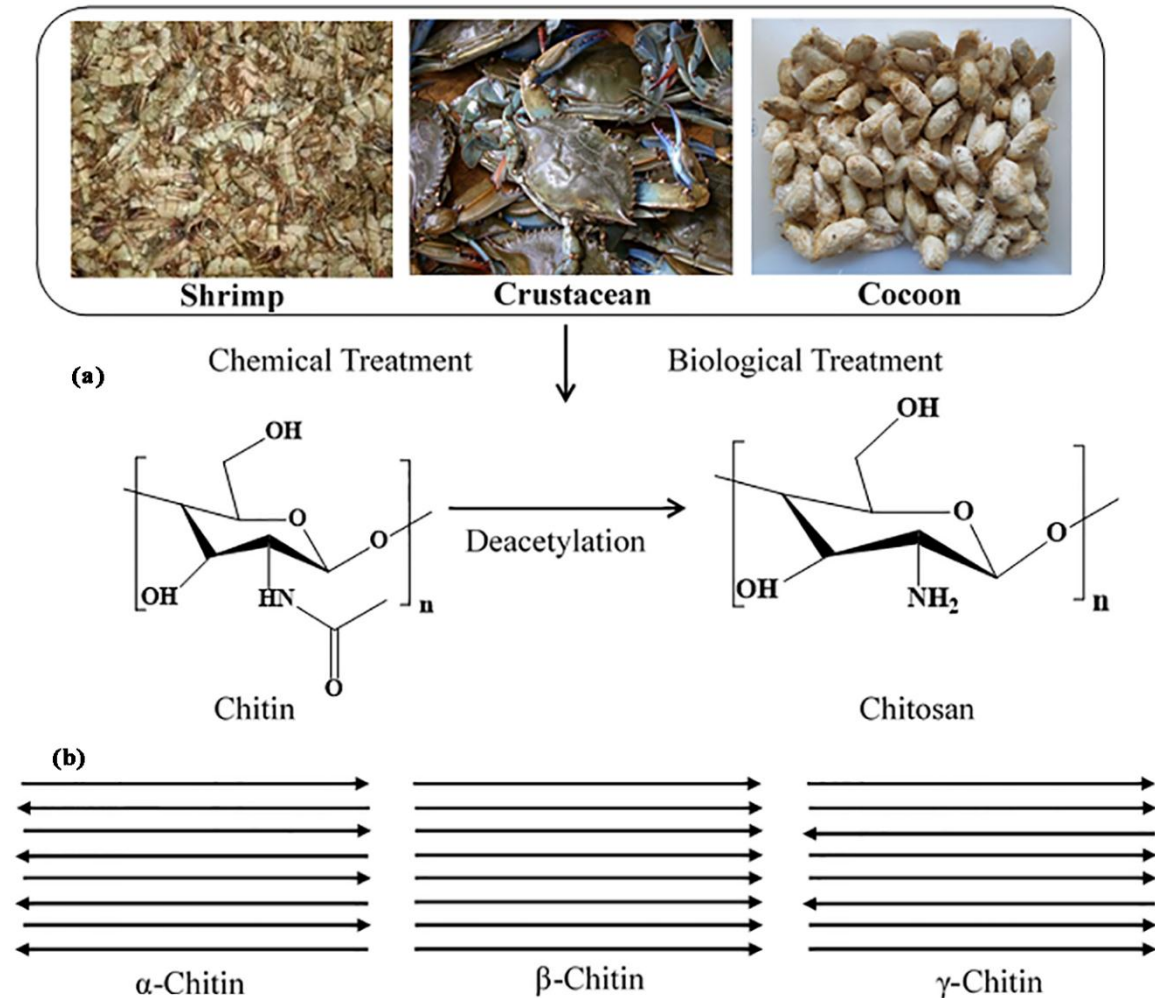 Shrimp Crustacean Cocoon
Chemical Treatment Biological Treatment
(a)
OH
O
O
OH
HN
n
O
Deacetylation
OH
O
O
OH
NH₂
n
Chitin Chitosan
(b)
α-Chitin β-Chitin γ-Chitin